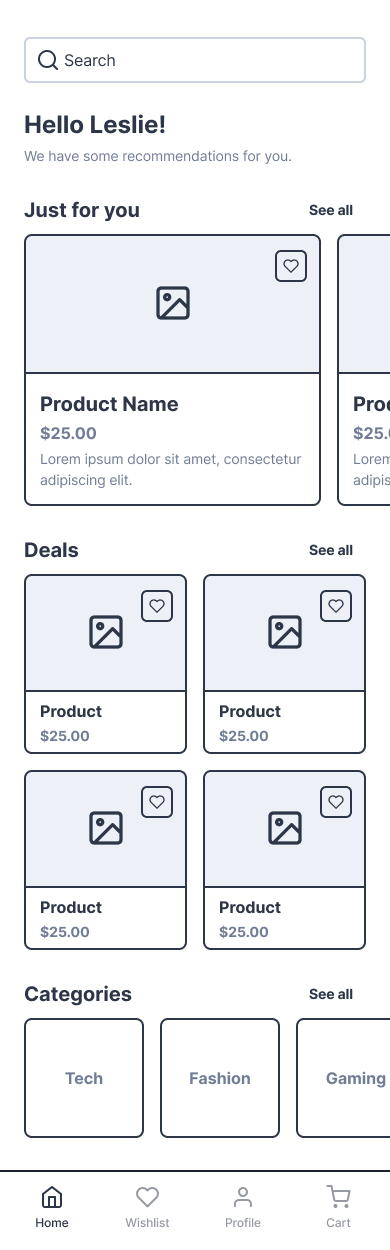 Search
Hello Leslie!
We have some recommendations for you.
Just for you
See all
Product Name
$25.00
Lorem ipsum dolor sit amet, consectetur
adipiscing elit.
Proc
$25.
Lorem
adipis
Deals
See all
Product
$25.00
Product
$25.00
Product
$25.00
Product
$25.00
Categories
See all
Tech
Fashion
Gaming
Home
Wishlist
Profile
Cart